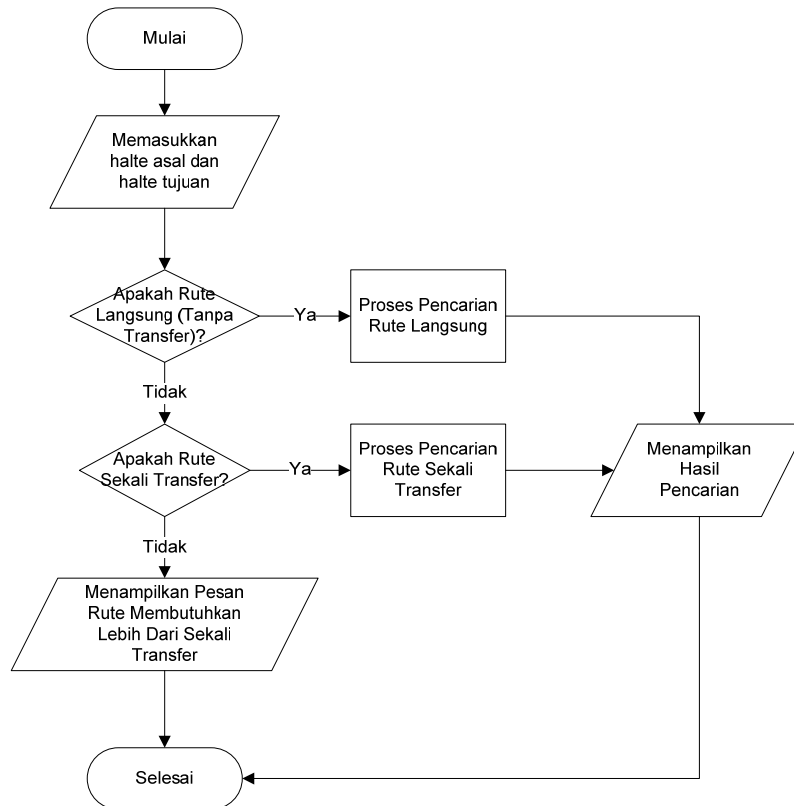 Mulai
Memasukkan
halte asal dan
halte tujuan
Apakah Rute
Langsung (Tanpa
Transfer)?
Ya
Proses Pencarian
Rute Langsung
Tidak
Apakah Rute
Sekali Transfer?
Ya
Proses Pencarian
Rute Sekali
Transfer
Menampilkan
Hasil
Pencarian
Tidak
Menampilkan Pesan
Rute Membutuhkan
Lebih Dari Sekali
Transfer
Selesai